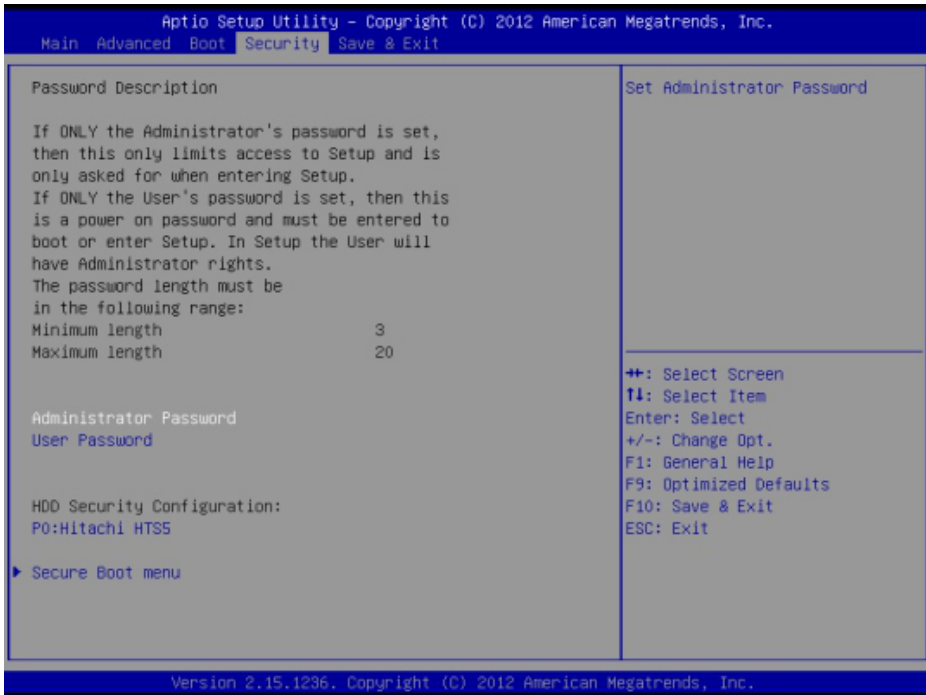 Aptio Setup Utility – Copyright (C) 2012 American Megatrends, Inc.
Main Advanced Boot Security Save & Exit
Password Description
If ONLY the Administrator's password is set,
then this only limits access to Setup and is
only asked for when entering Setup.
If ONLY the User's password is set, then this
is a power on password and must be entered to
boot or enter Setup. In Setup the User will
have Administrator rights.
The password length must be
in the following range:
Minimum length 3
Maximum length 20
Administrator Password
User Password
HDD Security Configuration:
P0:Hitachi HTS5
Secure Boot menu
Set Administrator Password
→←: Select Screen
↑↓: Select Item
Enter: Select
+/-: Change Opt.
F1: General Help
F9: Optimized Defaults
F10: Save & Exit
ESC: Exit
Version 2.15.1236. Copyright (C) 2012 American Megatrends, Inc.